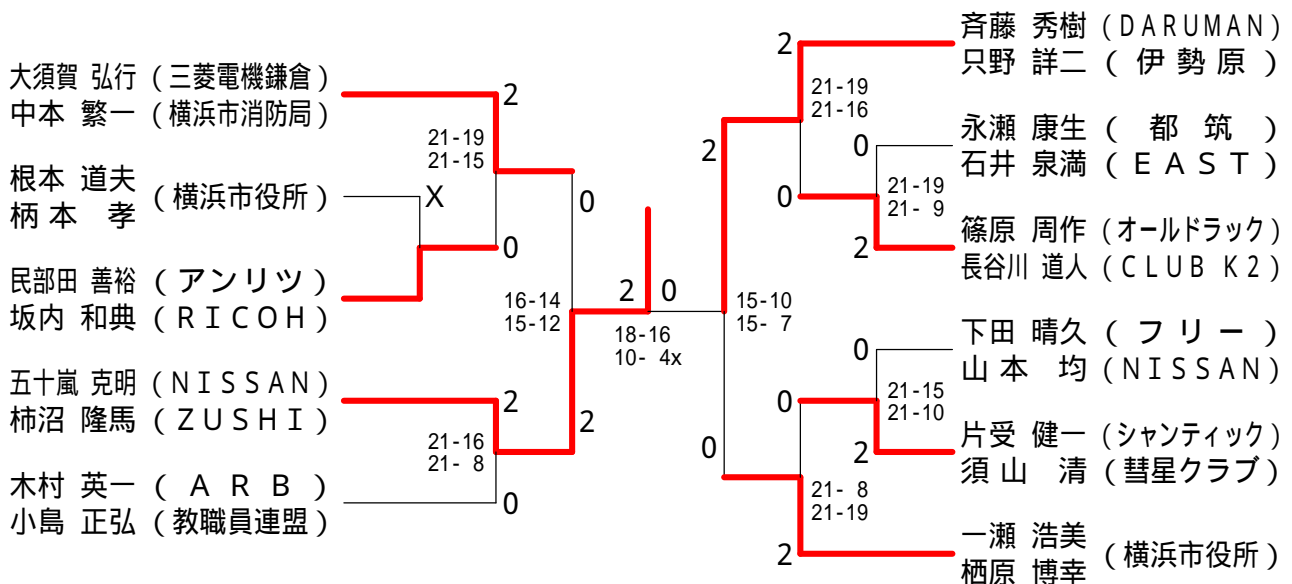 大須賀 弘行 (三菱電機鎌倉)
中本 繁一 (横浜市消防局)
2
21-19
21-15
根本 道夫
柄本 孝
(横浜市役所)
X
0
0
民部田 善裕 (アンリツ)
坂内 和典 (RICOH)
16-14
15-12
五十嵐 克明 (NISSAN)
柿沼 隆馬 (ZUSHI)
2
2
21-16
21- 8
木村 英一 (ARB)
小島 正弘 (教職員連盟)
0
2 0
18-16
10- 4x
斉藤 秀樹 (DARUMAN)
只野 詳二 (伊勢原)
2
21-19
21-16
2
永瀬 康生 (都筑)
石井 泉満 (EAST)
0
21-19
21- 9
0
篠原 周作 (オールドラック)
長谷川 道人 (CLUB K2)
2
15-10
15- 7
下田 晴久 (フリー)
山本 均 (NISSAN)
0
21-15
21-10
0
片受 健一 (シャンティック)
須山 清 (彗星クラブ)
2
0
21- 8
21-19
一瀬 浩美
栖原 博幸
(横浜市役所)
2